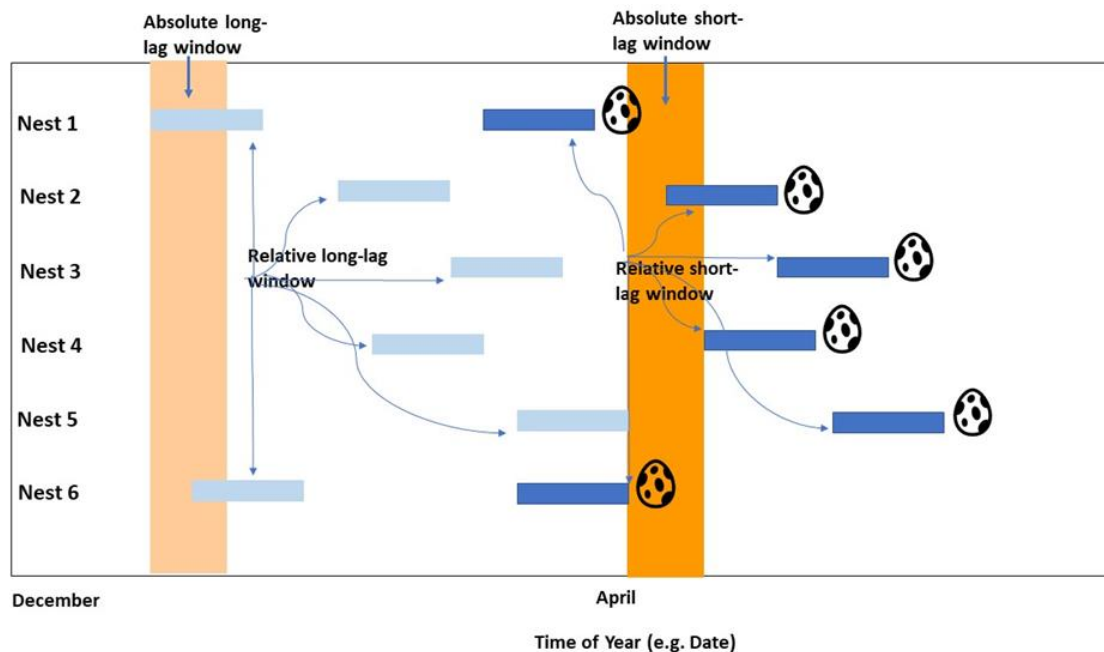 Absolute long-
lag window
Absolute short-
lag window
Nest 1
Nest 2
Nest 3
Relative long-lag
window
Relative short-
lag window
Nest 4
Nest 5
Nest 6
December
April
Time of Year (e.g. Date)